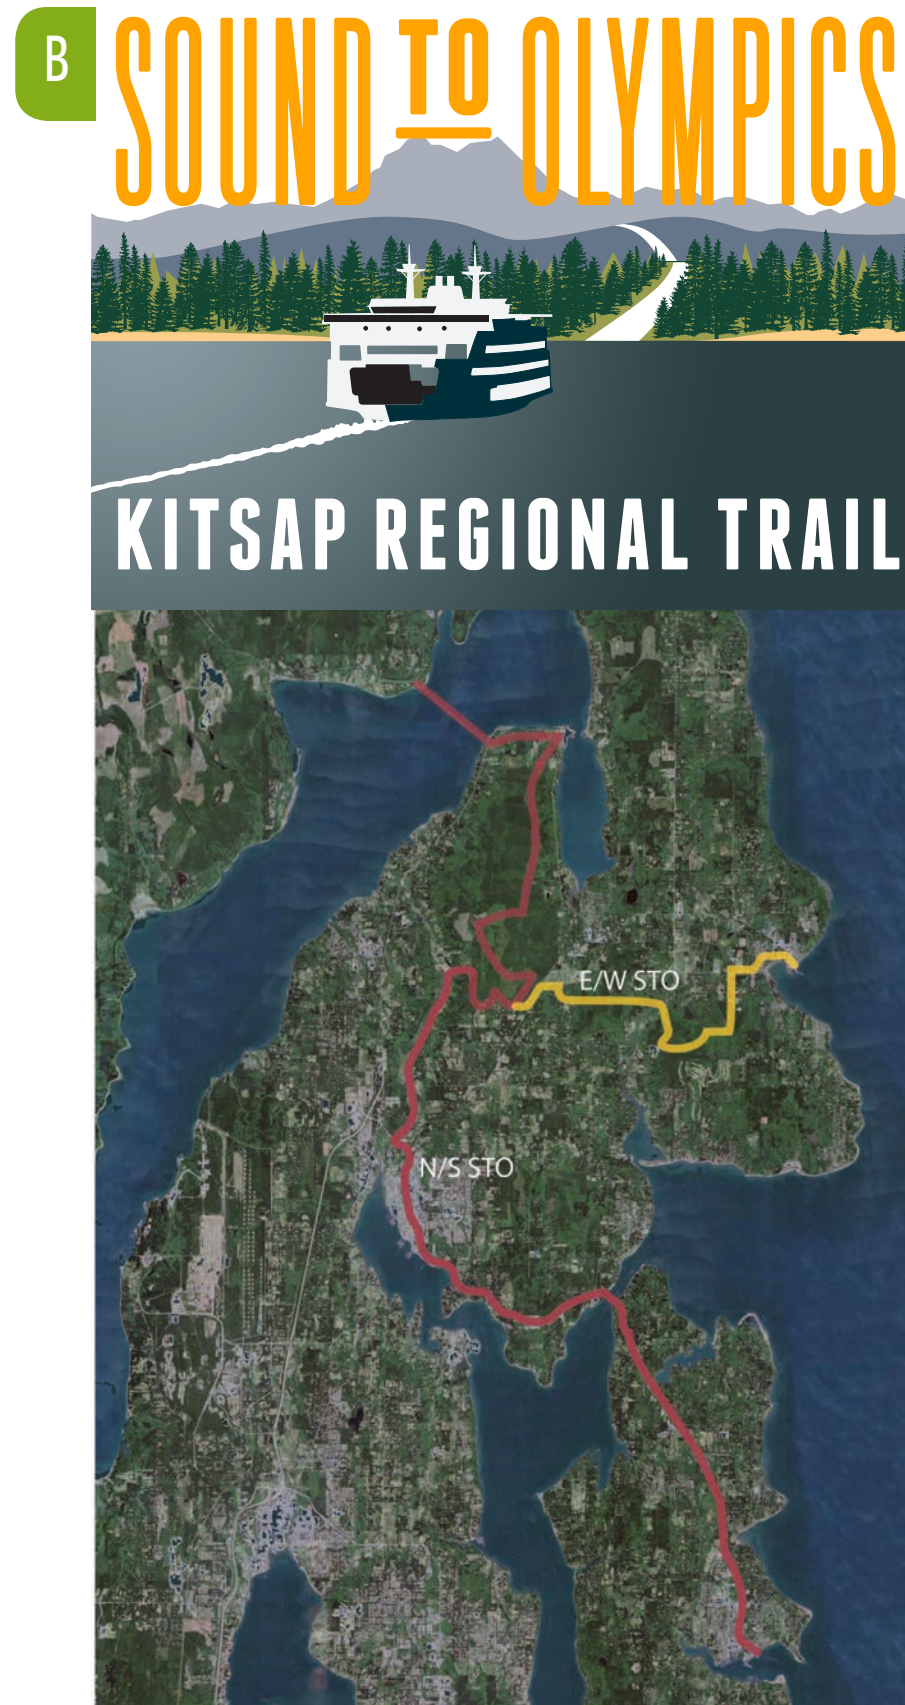 B
SOUND TO OLYMPICS
KITSAP REGIONAL TRAIL
E/W STO
N/S STO